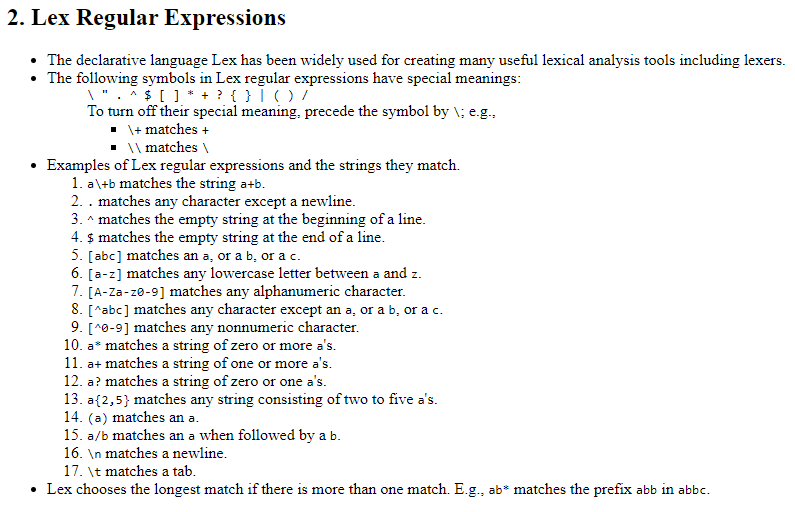 2. Lex Regular Expressions
• The declarative language Lex has been widely used for creating many useful lexical analysis tools including lexers.
• The following symbols in Lex regular expressions have special meanings:
\ " . ^ $ [ ] * + ? { } | ( ) /
To turn off their special meaning, precede the symbol by \; e.g.,
▪ \+ matches +
▪ \\ matches \
• Examples of Lex regular expressions and the strings they match.
1. a\+b matches the string a+b.
2. . matches any character except a newline.
3. ^ matches the empty string at the beginning of a line.
4. $ matches the empty string at the end of a line.
5. [abc] matches an a, or a b, or a c.
6. [a-z] matches any lowercase letter between a and z.
7. [A-Za-z0-9] matches any alphanumeric character.
8. [^abc] matches any character except an a, or a b, or a c.
9. [^0-9] matches any nonnumeric character.
10. a* matches a string of zero or more a's.
11. a+ matches a string of one or more a's.
12. a? matches a string of zero or one a's.
13. a{2,5} matches any string consisting of two to five a's.
14. (a) matches an a.
15. a/b matches an a when followed by a b.
16. \n matches a newline.
17. \t matches a tab.
• Lex chooses the longest match if there is more than one match. E.g., ab* matches the prefix abb in abbc.